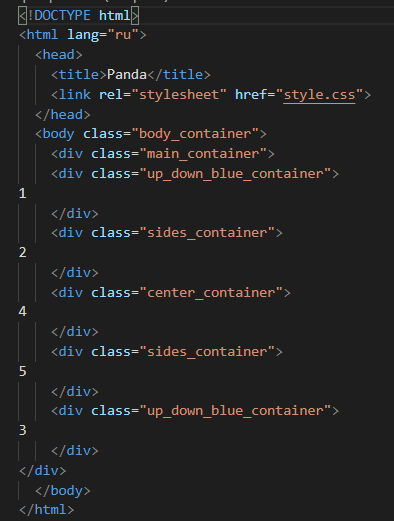 <!DOCTYPE html>
<html lang="ru">
<head>
<title>Panda</title>
<link rel="stylesheet" href="style.css">
</head>
<body class="body_container">
<div class="main_container">
<div class="up_down_blue_container">
1
</div>
<div class="sides_container">
2
</div>
<div class="center_container">
4
</div>
<div class="sides_container">
5
</div>
<div class="up_down_blue_container">
3
</div>
</div>
</body>
</html>